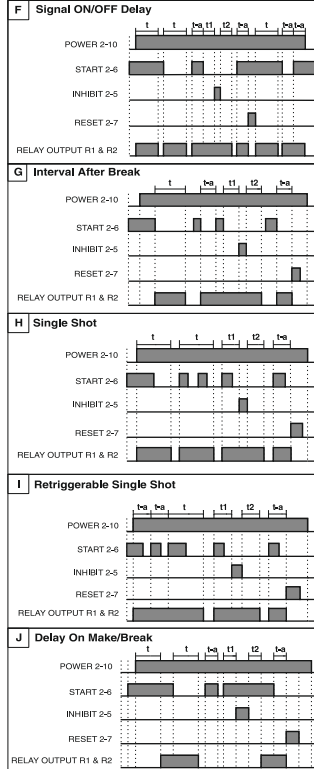 F Signal ON/OFF Delay
t t t-a t1 t2 t-a t t-a t-a
POWER 2-10
START 2-6
INHIBIT 2-5
RESET 2-7
RELAY OUTPUT R1 & R2
G Interval After Break
t t-a t1 t2 t-a
POWER 2-10
START 2-6
INHIBIT 2-5
RESET 2-7
RELAY OUTPUT R1 & R2
H Single Shot
t t t1 t2 t-a
POWER 2-10
START 2-6
INHIBIT 2-5
RESET 2-7
RELAY OUTPUT R1 & R2
I Retriggerable Single Shot
t-a t-a t t1 t2 t-a
POWER 2-10
START 2-6
INHIBIT 2-5
RESET 2-7
RELAY OUTPUT R1 & R2
J Delay On Make/Break
t t t-a t1 t2 t-a
POWER 2-10
START 2-6
INHIBIT 2-5
RESET 2-7
RELAY OUTPUT R1 & R2